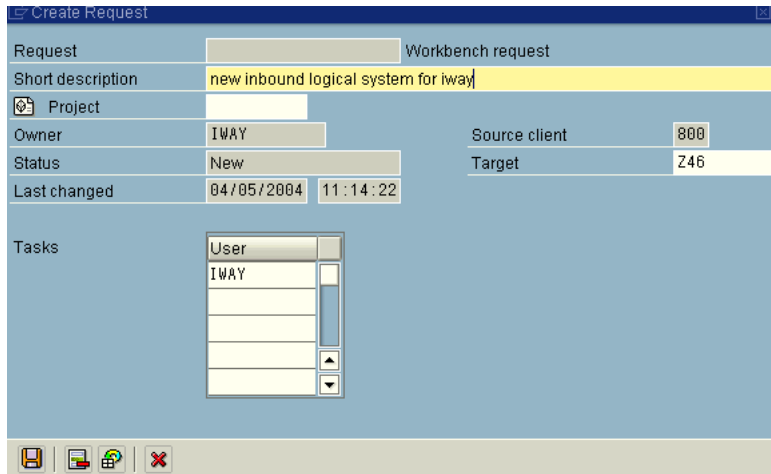 Create Request
Request Workbench request
Short description new inbound logical system for iway
Project
Owner IWAY Source client 800
Status New Target Z46
Last changed 04/05/2004 11:14:22
Tasks User
IWAY